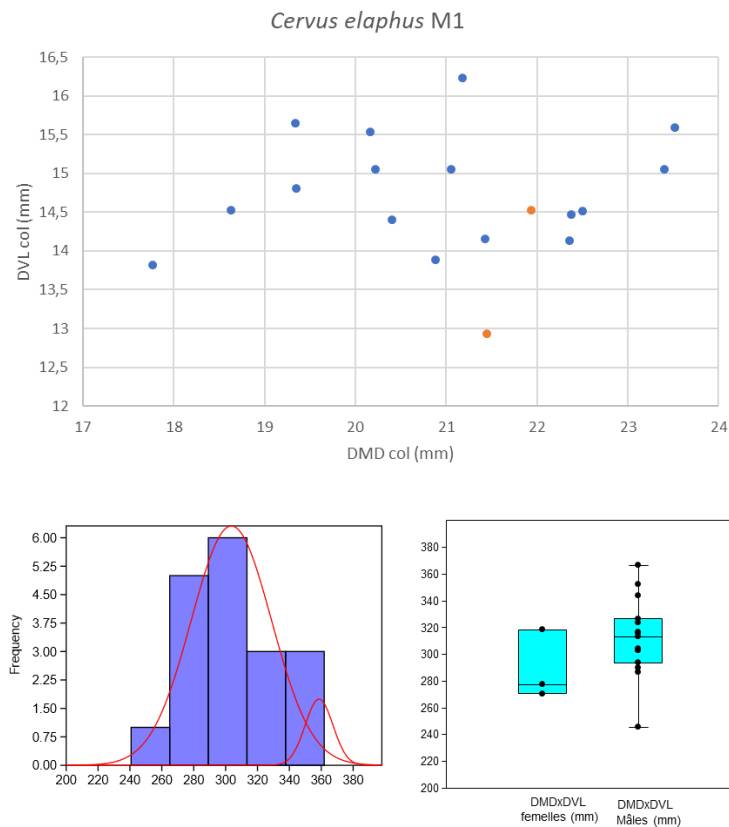 Cervus elaphus M1
DVL col (mm)
16,5
16
15,5
15
14,5
14
13,5
13
12,5
12
17 18 19 20 21 22 23 24
DMD col (mm)
Frequency
6.00
5.25
4.50
3.75
3.00
2.25
1.50
0.75
0.00
200 220 240 260 280 300 320 340 360 380
380
360
340
320
300
280
260
240
220
200
DMDxDVL
femelles (mm)
DMDxDVL
Mâles (mm)